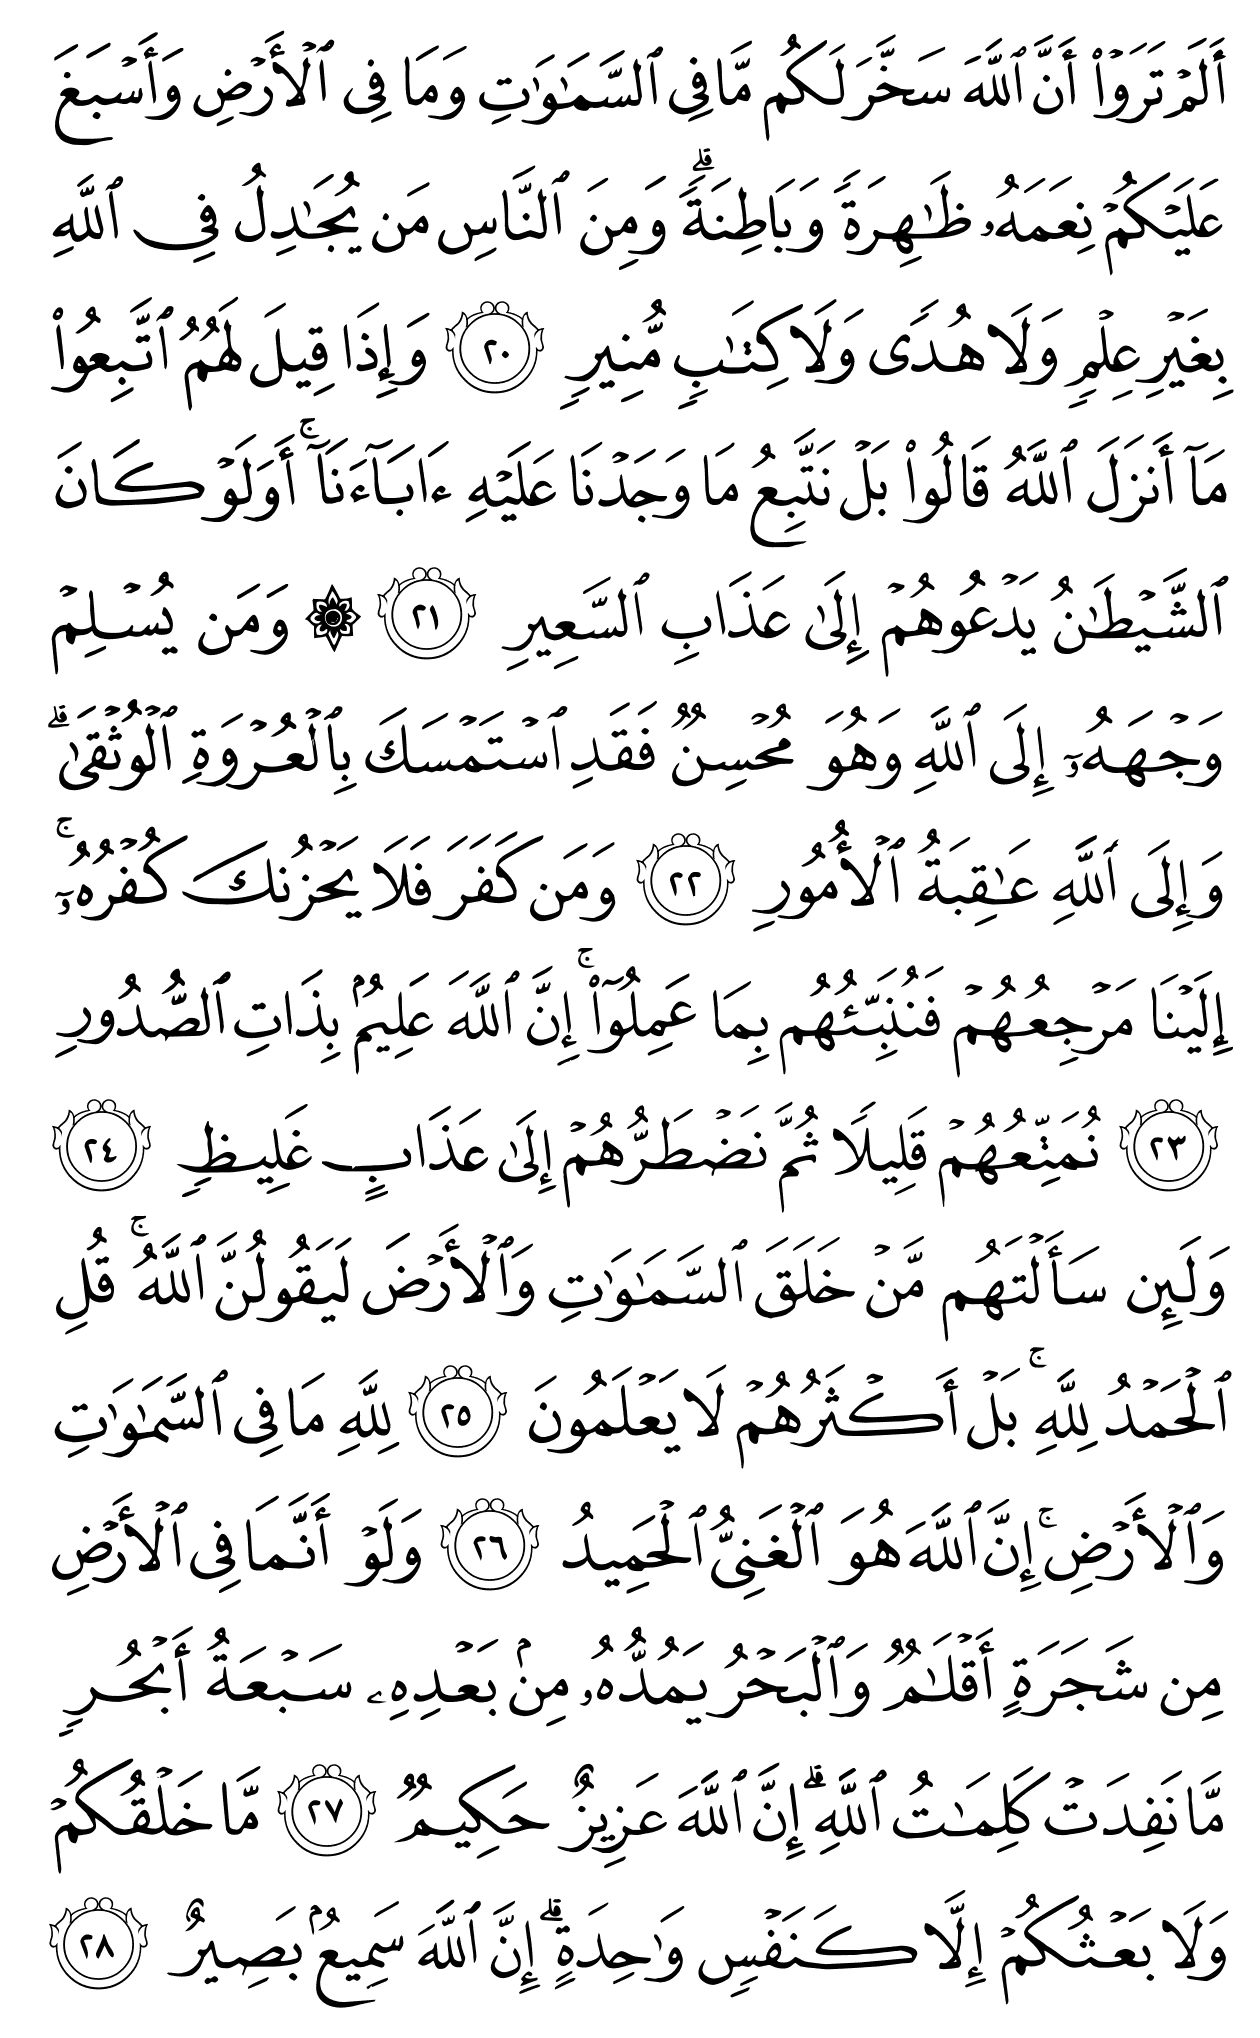 أَلَمۡ تَرَوۡاْ أَنَّ ٱللَّهَ سَخَّرَ لَكُم مَّا فِي ٱلسَّمَٰوَٰتِ وَمَا فِي ٱلۡأَرۡضِ وَأَسۡبَغَ
عَلَيۡكُمۡ نِعَمَهُۥ ظَٰهِرَةٗ وَبَاطِنَةٗۗ وَمِنَ ٱلنَّاسِ مَن يُجَٰدِلُ فِي ٱللَّهِ
بِغَيۡرِ عِلۡمٖ وَلَا هُدٗى وَلَا كِتَٰبٖ مُّنِيرٖ ٢٠ وَإِذَا قِيلَ لَهُمُ ٱتَّبِعُواْ
مَآ أَنزَلَ ٱللَّهُ قَالُواْ بَلۡ نَتَّبِعُ مَا وَجَدۡنَا عَلَيۡهِ ءَابَآءَنَآۚ أَوَلَوۡ كَانَ
ٱلشَّيۡطَٰنُ يَدۡعُوهُمۡ إِلَىٰ عَذَابِ ٱلسَّعِيرِ ٢١ ۞ وَمَن يُسۡلِمۡ
وَجۡهَهُۥٓ إِلَى ٱللَّهِ وَهُوَ مُحۡسِنٞ فَقَدِ ٱسۡتَمۡسَكَ بِٱلۡعُرۡوَةِ ٱلۡوُثۡقَىٰۗ
وَإِلَى ٱللَّهِ عَٰقِبَةُ ٱلۡأُمُورِ ٢٢ وَمَن كَفَرَ فَلَا يَحۡزُنكَ كُفۡرُهُۥٓۚ
إِلَيۡنَا مَرۡجِعُهُمۡ فَنُنَبِّئُهُم بِمَا عَمِلُوٓاْۚ إِنَّ ٱللَّهَ عَلِيمُۢ بِذَاتِ ٱلصُّدُورِ
٢٣ نُمَتِّعُهُمۡ قَلِيلٗا ثُمَّ نَضۡطَرُّهُمۡ إِلَىٰ عَذَابٍ غَلِيظٖ ٢٤
وَلَئِن سَأَلۡتَهُم مَّنۡ خَلَقَ ٱلسَّمَٰوَٰتِ وَٱلۡأَرۡضَ لَيَقُولُنَّ ٱللَّهُۚ قُلِ
ٱلۡحَمۡدُ لِلَّهِۚ بَلۡ أَكۡثَرُهُمۡ لَا يَعۡلَمُونَ ٢٥ لِلَّهِ مَا فِي ٱلسَّمَٰوَٰتِ
وَٱلۡأَرۡضِۚ إِنَّ ٱللَّهَ هُوَ ٱلۡغَنِيُّ ٱلۡحَمِيدُ ٢٦ وَلَوۡ أَنَّمَا فِي ٱلۡأَرۡضِ
مِن شَجَرَةٍ أَقۡلَٰمٞ وَٱلۡبَحۡرُ يَمُدُّهُۥ مِنۢ بَعۡدِهِۦ سَبۡعَةُ أَبۡحُرٖ
مَّا نَفِدَتۡ كَلِمَٰتُ ٱللَّهِۗ إِنَّ ٱللَّهَ عَزِيزٌ حَكِيمٞ ٢٧ مَّا خَلۡقُكُمۡ
وَلَا بَعۡثُكُمۡ إِلَّا كَنَفۡسٖ وَٰحِدَةٍۗ إِنَّ ٱللَّهَ سَمِيعُۢ بَصِيرٌ ٢٨